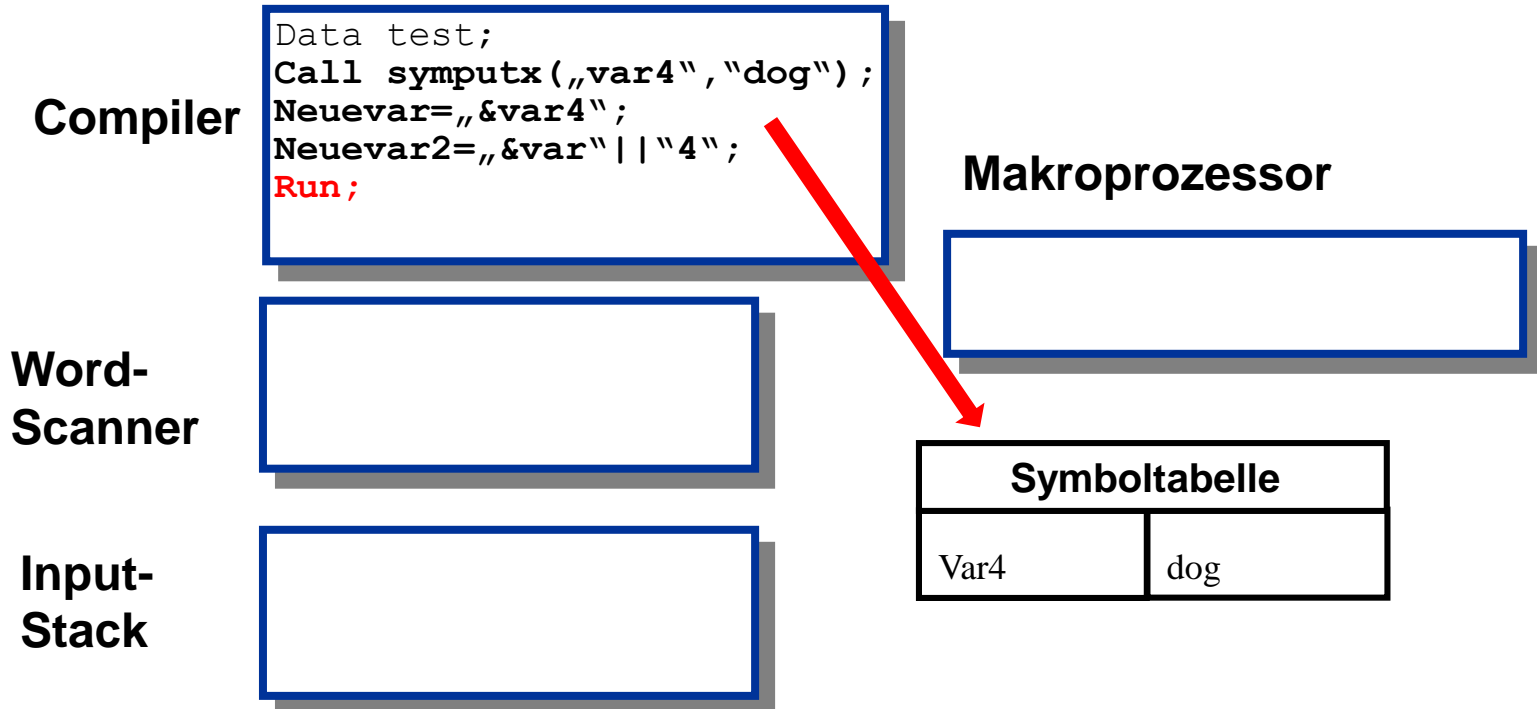 Compiler
Data test;
Call symputx(„var4“,“dog“);
Neuevar=„&var4“;
Neuevar2=„&var“||“4“;
Run;
Makroprozessor
Word-
Scanner
Symboltabelle
Var4 dog
Input-
Stack